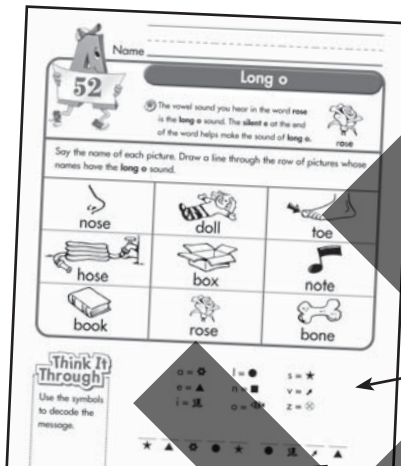 Name
52
Long o
The vowel sound you hear in the word rose
is the long o sound. The silent e at the end
of the word helps make the sound of long o.
rose
Say the name of each picture. Draw a line through the row of pictures whose
names have the long o sound.
nose
doll
toe
hose
box
note
book
rose
bone
Think It
Through
Use the symbols
to decode the
message.
a = ✿ l = ● s = ★
e = ▲ n = ■ v =
i = o = z = ⊗